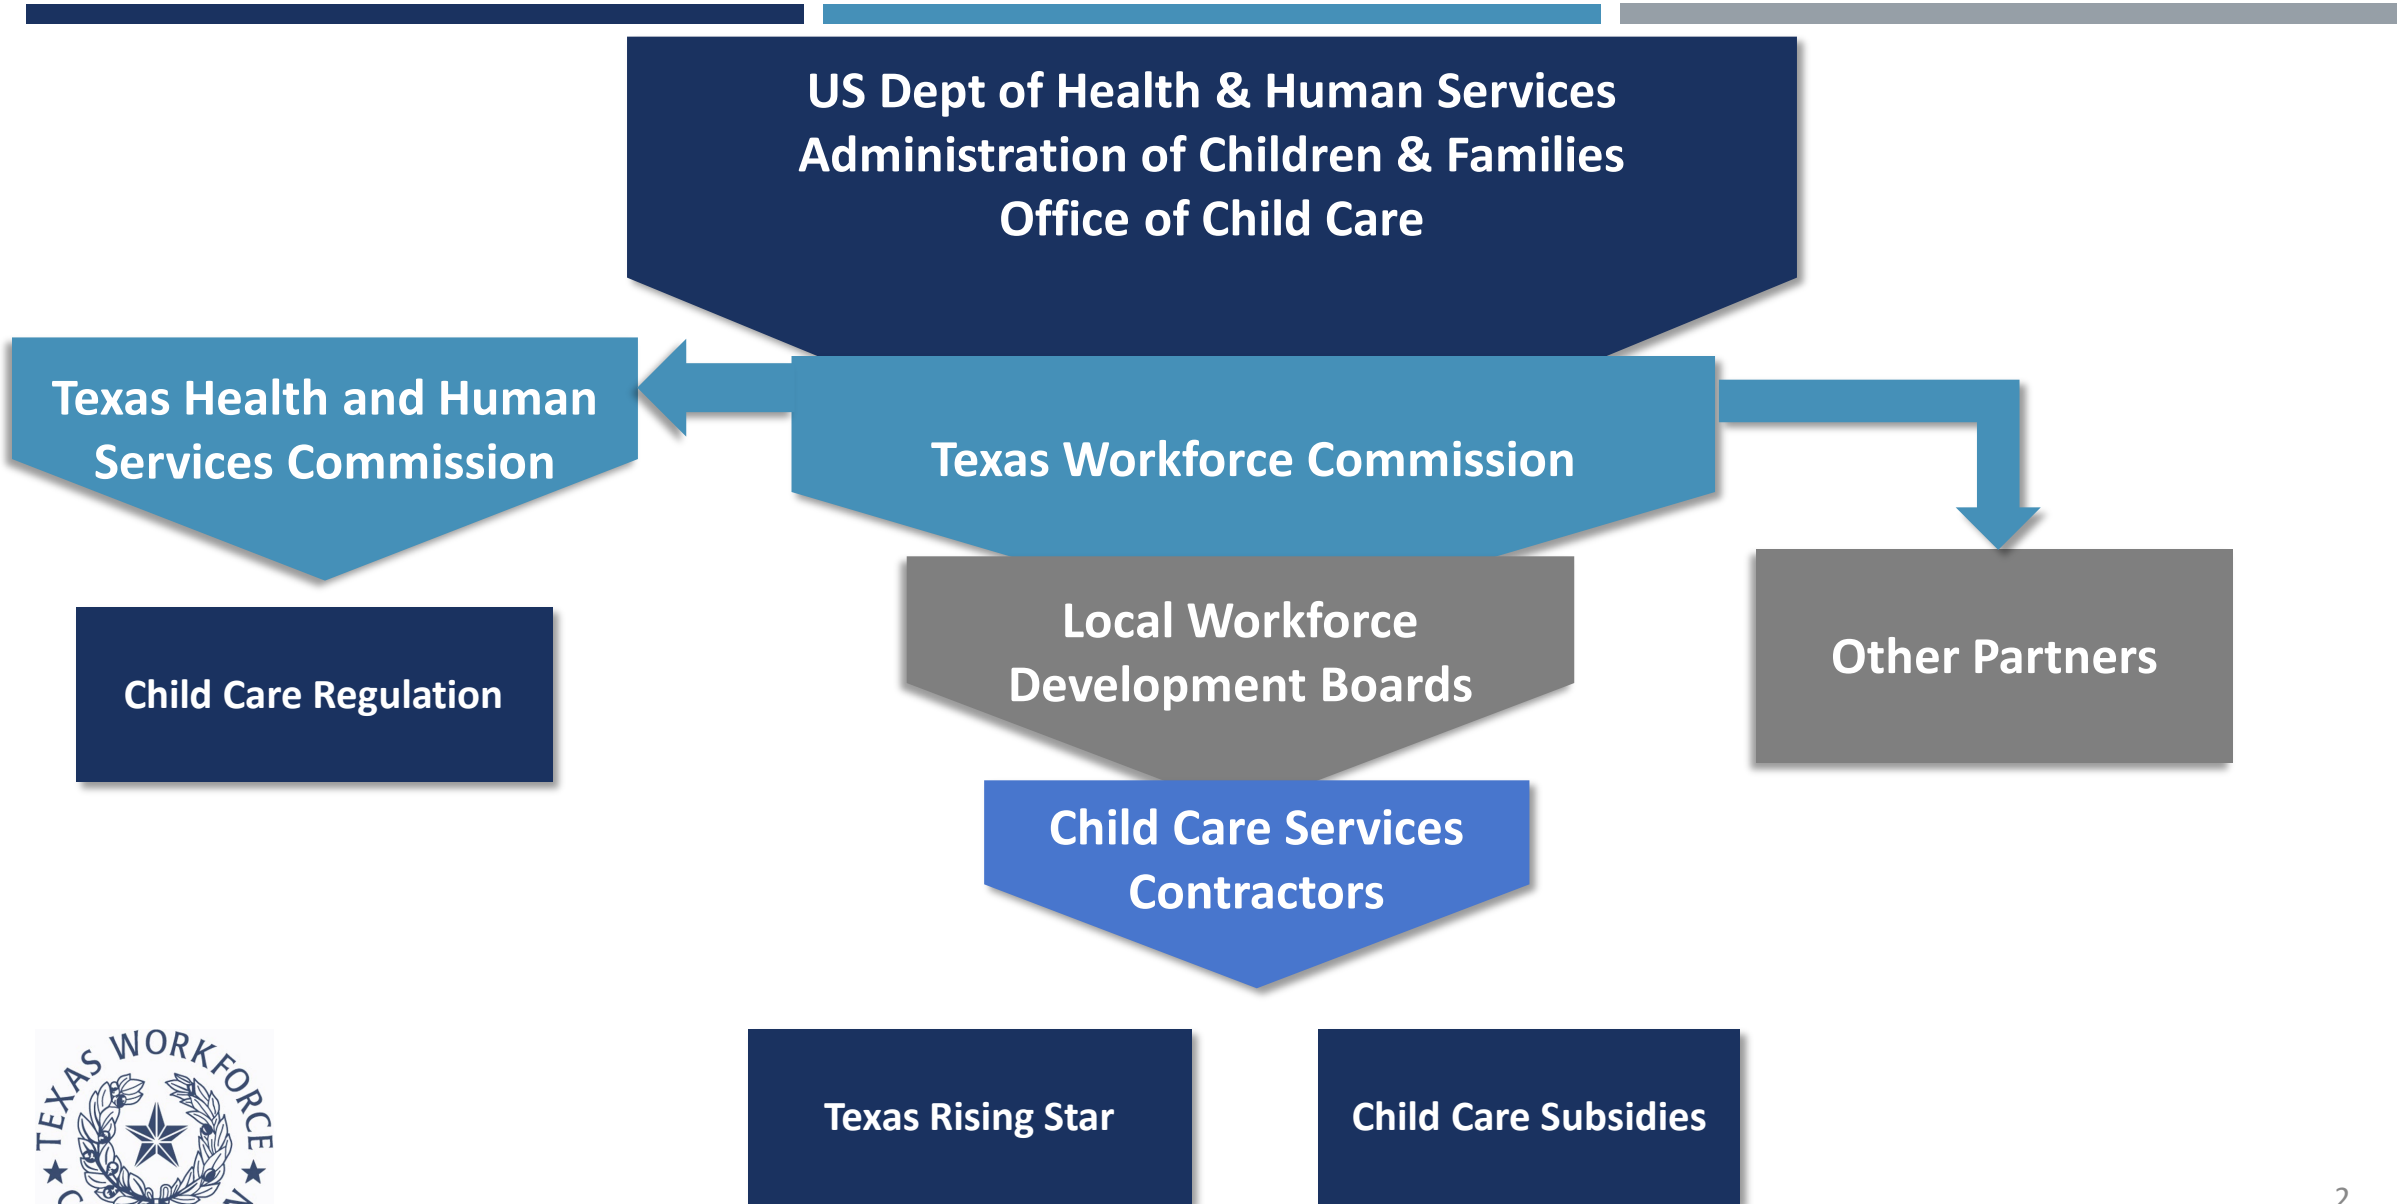 US Dept of Health & Human Services
Administration of Children & Families
Office of Child Care
Texas Health and Human
Services Commission
Texas Workforce Commission
Local Workforce
Development Boards
Other Partners
Child Care Regulation
Child Care Services
Contractors
Texas Rising Star
Child Care Subsidies
TEXAS WORKFORCE
2